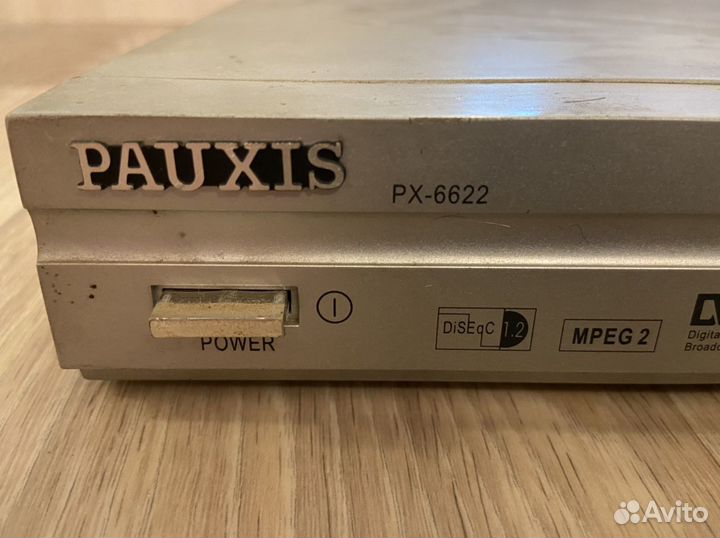 PAUXIS
PX-6622
POWER
DiSEqC 1.2
MPEG 2
Avito